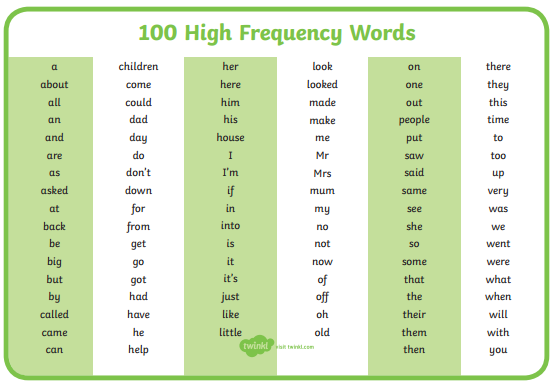 100 High Frequency Words
a children her look on there
about come here looked one they
all could him made out this
an dad his make people time
and day house me put to
are do I Mr saw too
as don't I'm Mrs said up
asked down if mum same very
at for in my see was
back from into no she we
be get is not so went
big go it now some were
but got it's of that what
by had just off the when
called have like oh their will
came he little old them with
can help then you
twinkl visit twinkl.com